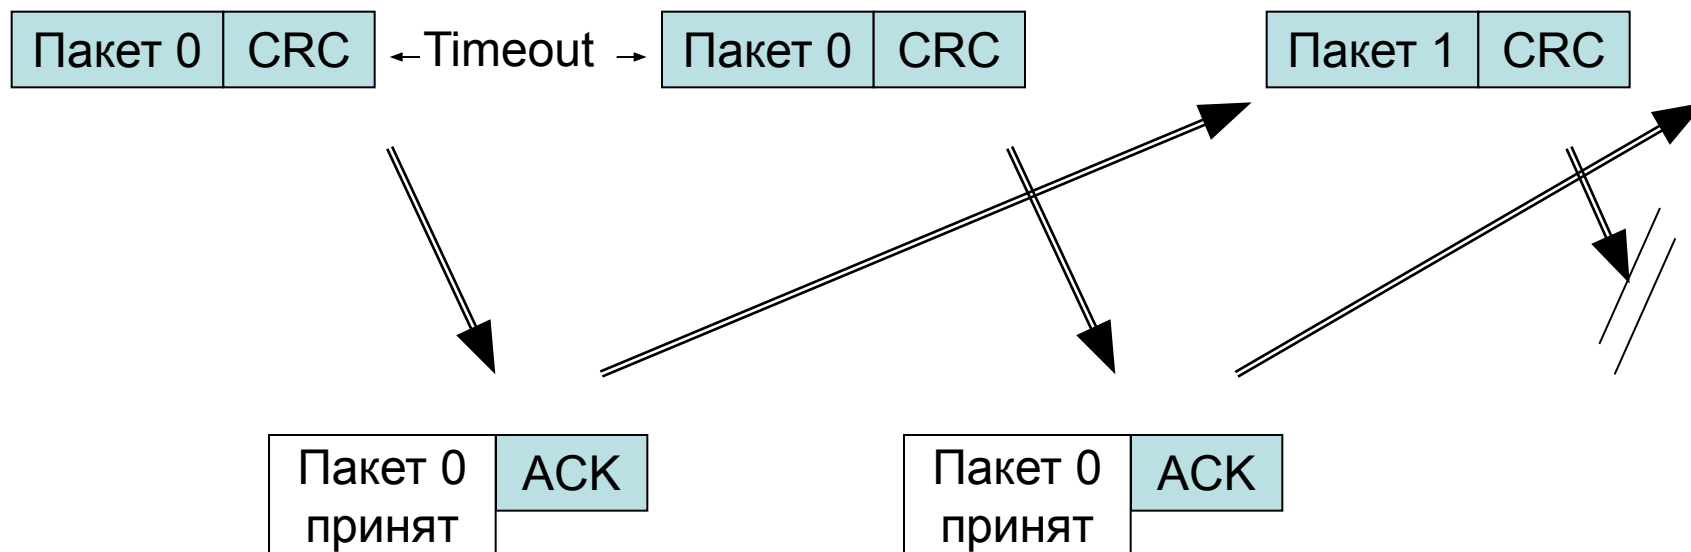 Пакет 0 CRC Timeout Пакет 0 CRC Пакет 1 CRC
Пакет 0 ACK Пакет 0 ACK
принят принят